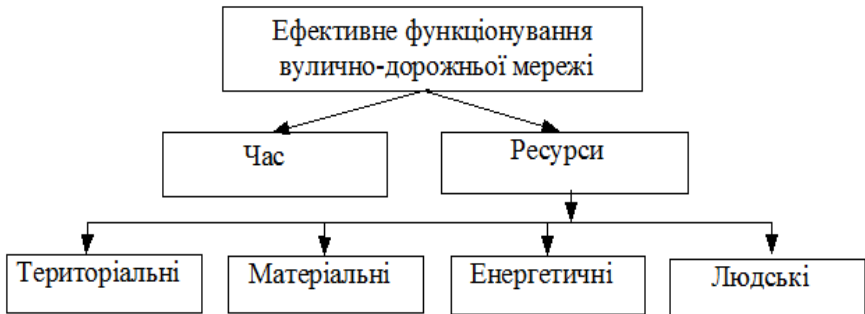 Ефективне функціонування
вулично-дорожньої мережі
Час
Ресурси
Територіальні
Матеріальні
Енергетичні
Людські